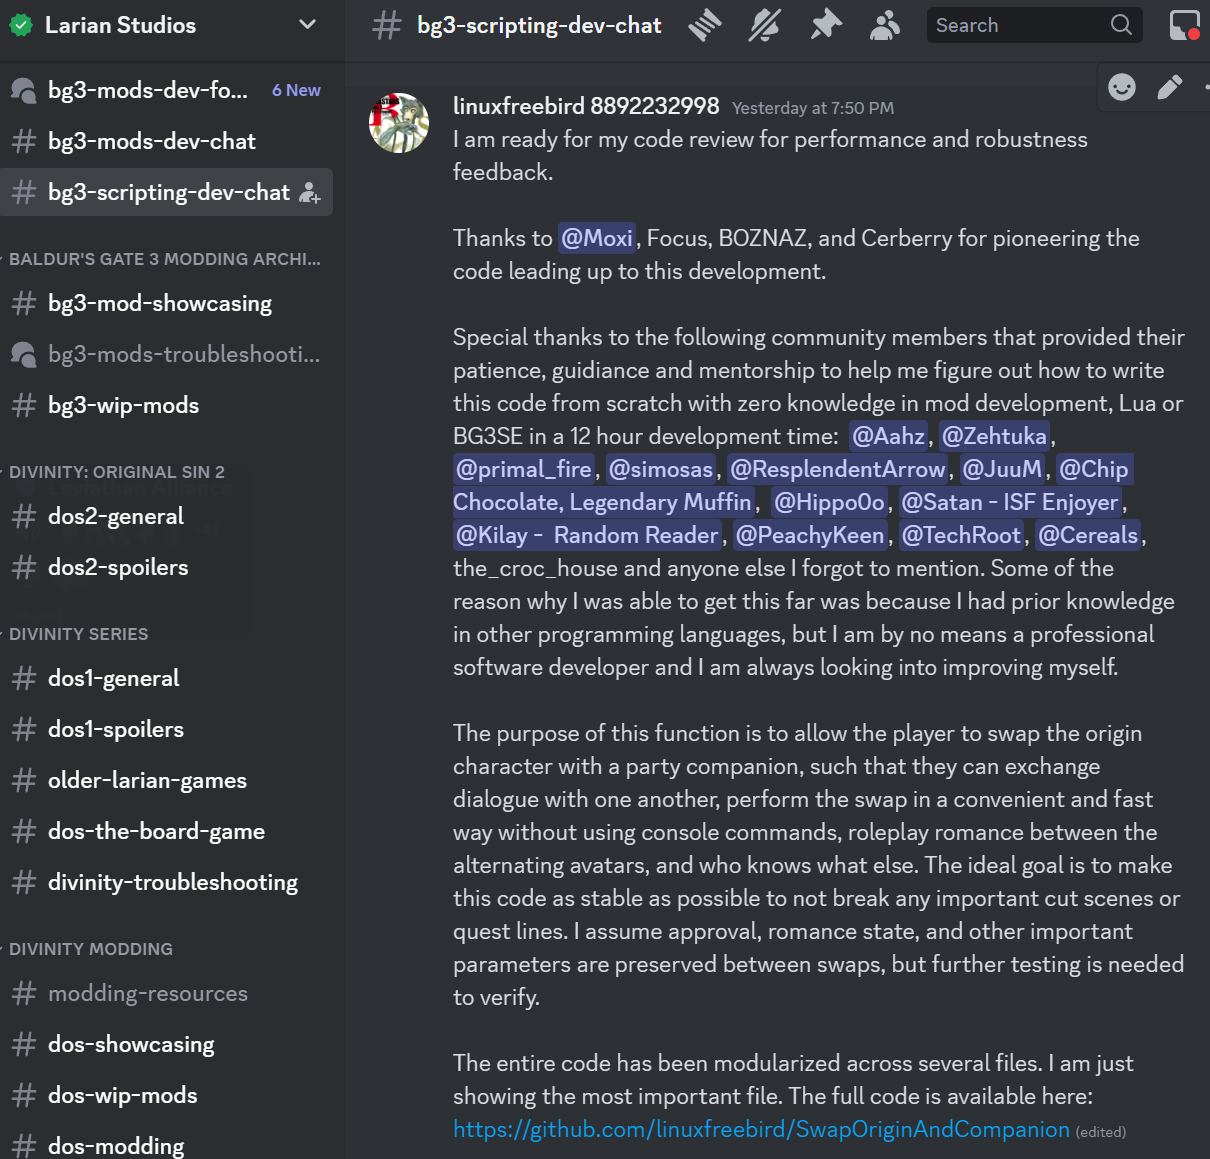 Larian Studios
bg3-mods-dev-fo... 6 New
bg3-mods-dev-chat
bg3-scripting-dev-chat
BALDUR'S GATE 3 MODDING ARCHI...
bg3-mod-showcasing
bg3-mods-troubleshooti...
bg3-wip-mods
DIVINITY: ORIGINAL SIN 2
dos2-general
dos2-spoilers
DIVINITY SERIES
dos1-general
dos1-spoilers
older-larian-games
dos-the-board-game
divinity-troubleshooting
DIVINITY MODDING
modding-resources
dos-showcasing
dos-wip-mods
dos-modding
bg3-scripting-dev-chat
Search
linuxfreebird 8892232998 Yesterday at 7:50 PM
I am ready for my code review for performance and robustness
feedback.
Thanks to @Moxi, Focus, BOZNAZ, and Cerberry for pioneering the
code leading up to this development.
Special thanks to the following community members that provided their
patience, guidiance and mentorship to help me figure out how to write
this code from scratch with zero knowledge in mod development, Lua or
BG3SE in a 12 hour development time: @Aahz, @Zehtuka,
@primal_fire, @simosas, @ResplendentArrow, @JuuM, @Chip
Chocolate, Legendary Muffin, @Hippo0o, @Satan - ISF Enjoyer,
@Kilay - Random Reader, @PeachyKeen, @TechRoot, @Cereals,
the_croc_house and anyone else I forgot to mention. Some of the
reason why I was able to get this far was because I had prior knowledge
in other programming languages, but I am by no means a professional
software developer and I am always looking into improving myself.
The purpose of this function is to allow the player to swap the origin
character with a party companion, such that they can exchange
dialogue with one another, perform the swap in a convenient and fast
way without using console commands, roleplay romance between the
alternating avatars, and who knows what else. The ideal goal is to make
this code as stable as possible to not break any important cut scenes or
quest lines. I assume approval, romance state, and other important
parameters are preserved between swaps, but further testing is needed
to verify.
The entire code has been modularized across several files. I am just
showing the most important file. The full code is available here:
https://github.com/linuxfreebird/SwapOriginAndCompanion (edited)